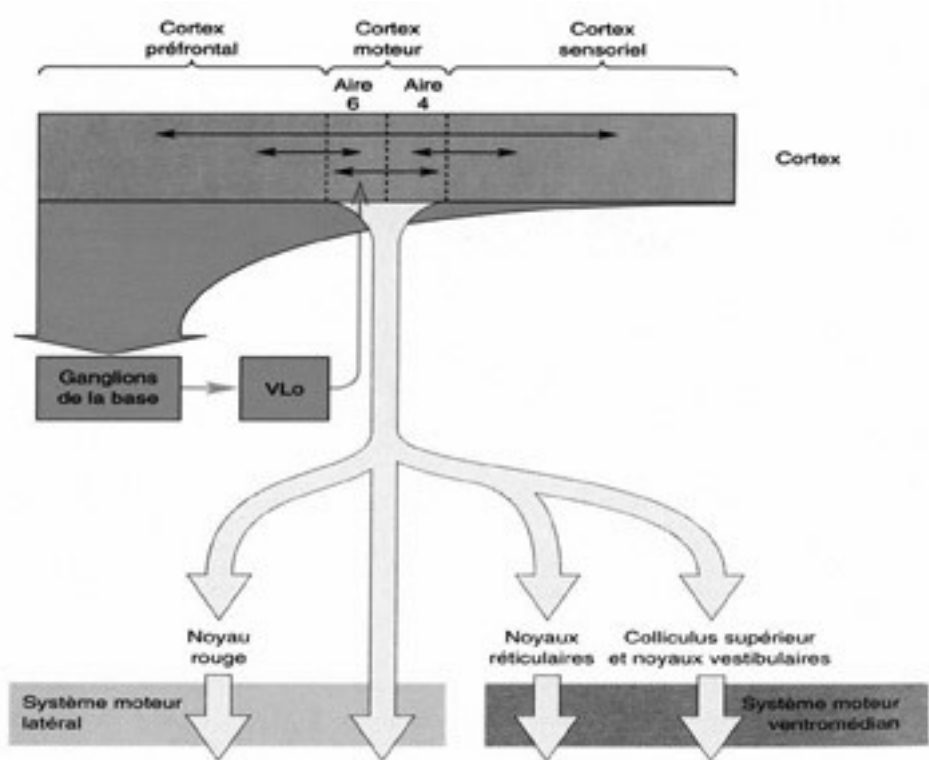 Cortex
préfrontal
Cortex
moteur
Cortex
sensoriel
Aire
6
Aire
4
Cortex
Ganglions
de la base
VLo
Noyau
rouge
Noyaux
réticulaires
Colliculus supérieur
et noyaux vestibulaires
Système moteur
latéral
Système moteur
ventromédian